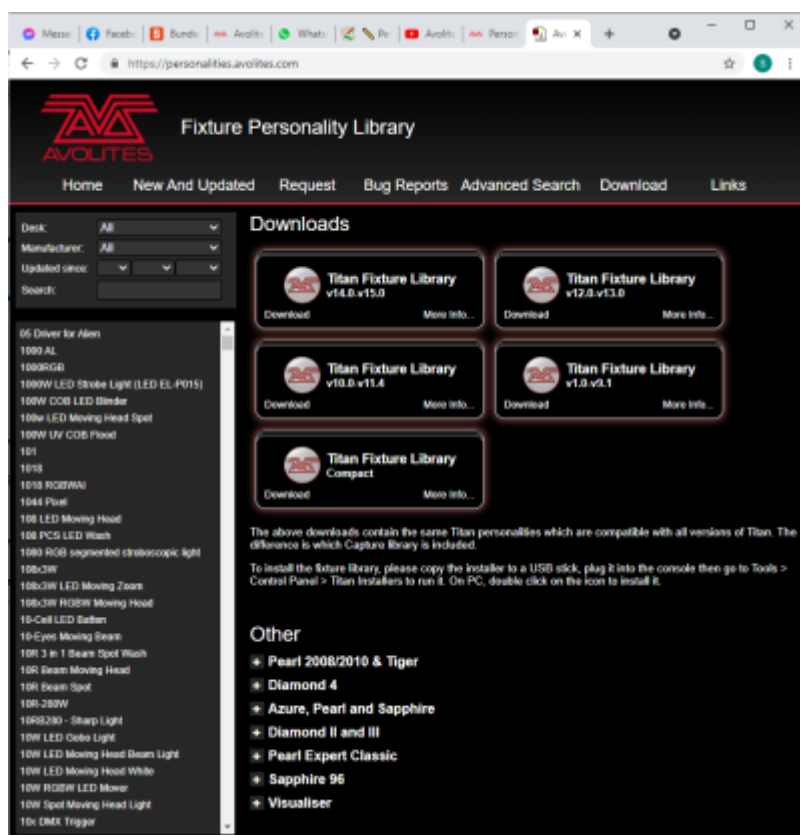 Messe
Facebo
Bundle
Avolite
Whats
Avolite
Person
Av
https://personalities.avolites.com
AVOLITES
Fixture Personality Library
Home New And Updated Request Bug Reports Advanced Search Download Links
Desk: All
Manufacturer: All
Updated since:
Search:
05 Driver for Alien
1000 AL
1000RGB
1000W LED Strobe Light (LED EL-P015)
100W COB LED Blinder
100w LED Moving Head Spot
100W UV COB Flood
101
1018
1018 RGBWAI
1044 Pixel
108 LED Moving Head
108 PCS LED Wash
1080 RGB segmented stroboscopic light
108x3W
108x3W LED Moving Zoom
108x3W RGBW Moving Head
10-Cell LED Batten
10-Eyes Moving Beam
10R 3 in 1 Beam Spot Wash
10R Beam Moving Head
10R Beam Spot
10R-280W
10RB280 - Sharp Light
10W LED Gobo Light
10W LED Moving Head Beam Light
10W LED Moving Head White
10W RGBW LED Mover
10W Spot Moving Head Light
10x DMX Trigger
Downloads
Titan Fixture Library
v14.0-v15.0
Download More Info...
Titan Fixture Library
v12.0-v13.0
Download More Info...
Titan Fixture Library
v10.0-v11.4
Download More Info...
Titan Fixture Library
v1.0-v9.1
Download More Info...
Titan Fixture Library
Compact
Download More Info...
The above downloads contain the same Titan personalities which are compatible with all versions of Titan. The
difference is which Capture library is included.
To install the fixture library, please copy the installer to a USB stick, plug it into the console then go to Tools >
Control Panel > Titan Installers to run it. On PC, double click on the icon to install it.
Other
+ Pearl 2008/2010 & Tiger
+ Diamond 4
+ Azure, Pearl and Sapphire
+ Diamond II and III
+ Pearl Expert Classic
+ Sapphire 96
+ Visualiser